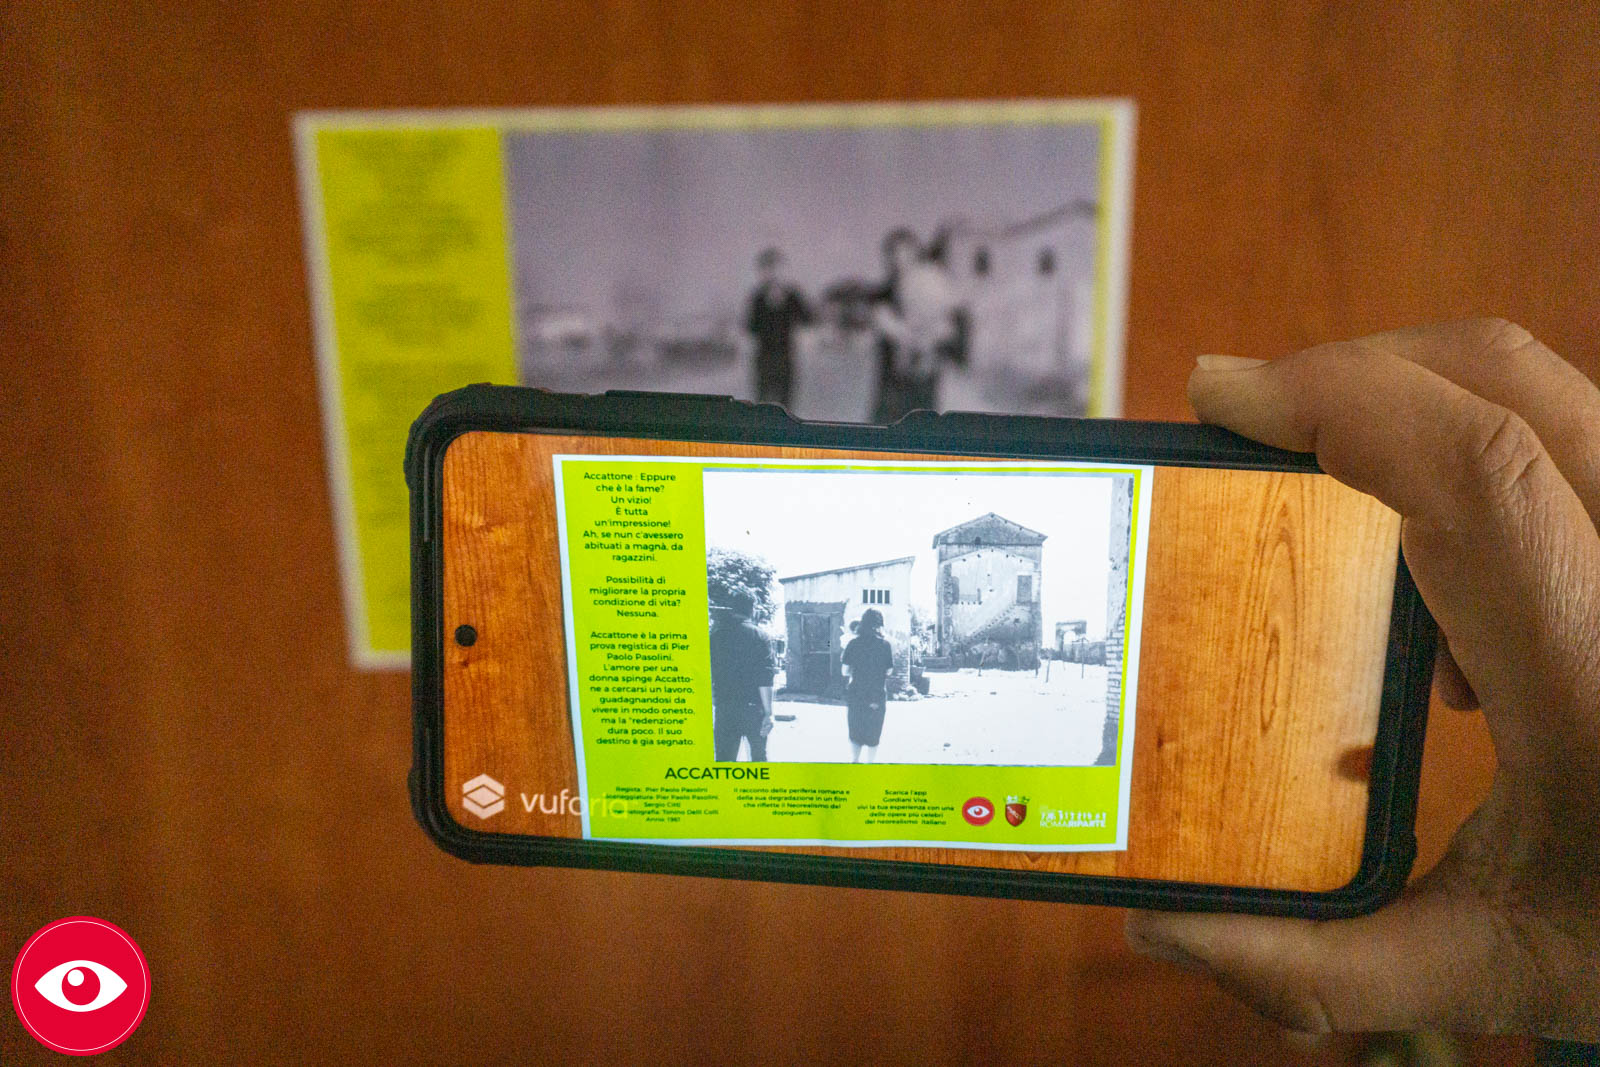 Accattone : Eppure
che è la fame?
Un vizio!
È tutta
un'impressione!
Ah, se nun c'avessero
abituati a magnà, da
ragazzini.
Possibilità di
migliorare la propria
condizione di vita?
Nessuna.
Accattone è la prima
prova registica di Pier
Paolo Pasolini.
L'amore per una
donna spinge Accatto-
ne a cercarsi un lavoro,
guadagnandosi da
vivere in modo onesto,
ma la "redenzione"
dura poco. Il suo
destino è gia segnato.
ACCATTONE
Regista: Pier Paolo Pasolini
sceneggiatura: Pier Paolo Pasolini,
Sergio Citti
Tonino Delli Colli
Anno: 1961
Il racconto della periferia romana e
della sua degradazione in un film
che riflette il Neorealismo del
dopoguerra.
Scarica l'app
Gordiani Viva,
vivi la tua esperienza con una
delle opere più celebri
del neorealismo italiano
ROMARIPARTE
vuforia